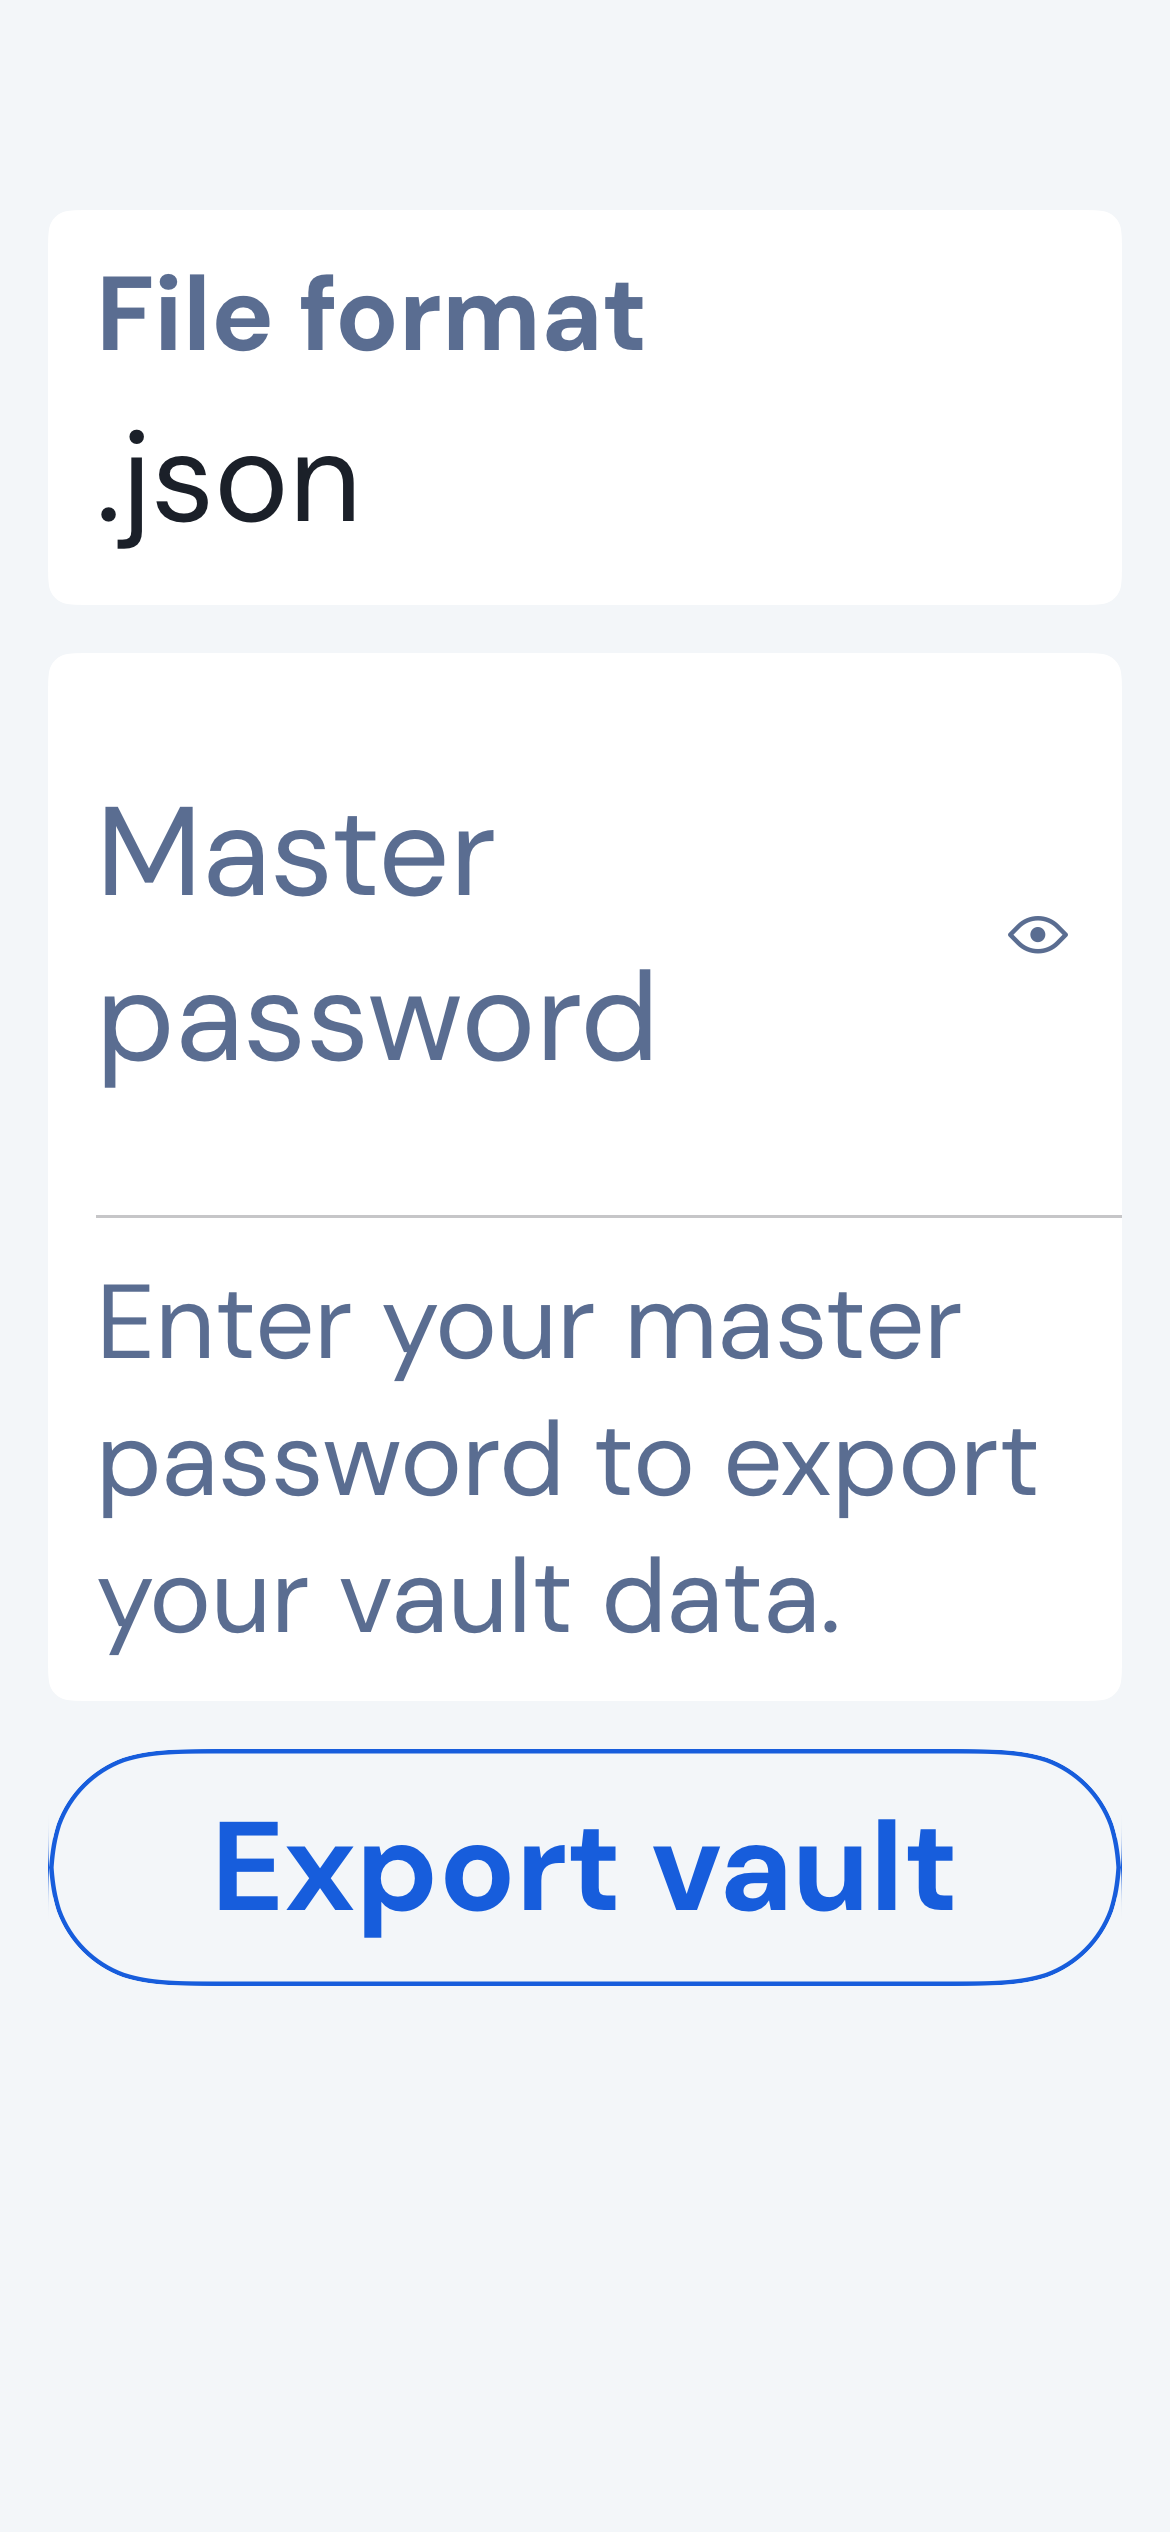 File format
.json
Master
password
Enter your master
password to export
your vault data.
Export vault